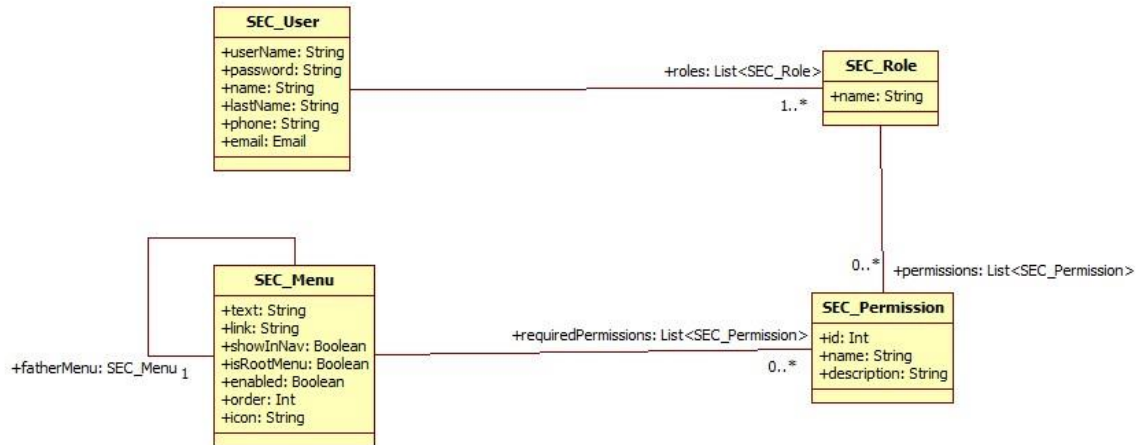 SEC_User
+userName: String
+password: String
+name: String
+lastName: String
+phone: String
+email: Email
+roles: List<SEC_Role>
1..*
SEC_Role
+name: String
0..*
+permissions: List<SEC_Permission>
SEC_Menu
+text: String
+link: String
+showInNav: Boolean
+isRootMenu: Boolean
+enabled: Boolean
+order: Int
+icon: String
+fatherMenu: SEC_Menu
1
+requiredPermissions: List<SEC_Permission>
0..*
SEC_Permission
+id: Int
+name: String
+description: String